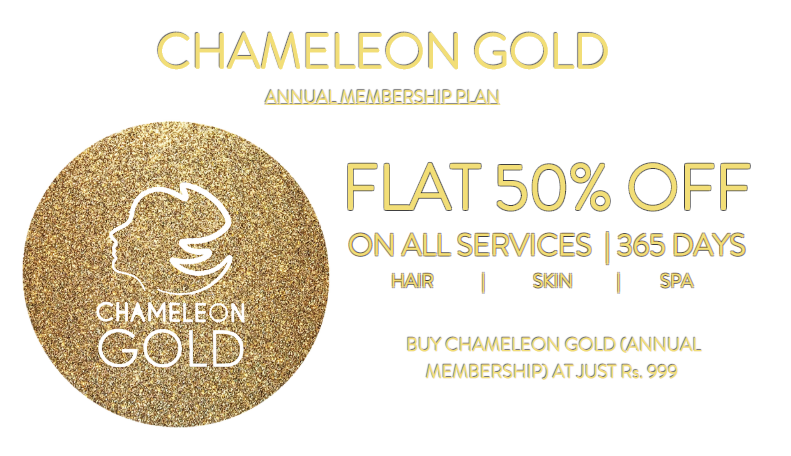 CHAMELEON GOLD
ANNUAL MEMBERSHIP PLAN
CHAMELEON
GOLD
FLAT 50% OFF
ON ALL SERVICES | 365 DAYS
HAIR | SKIN | SPA
BUY CHAMELEON GOLD (ANNUAL
MEMBERSHIP) AT JUST Rs. 999